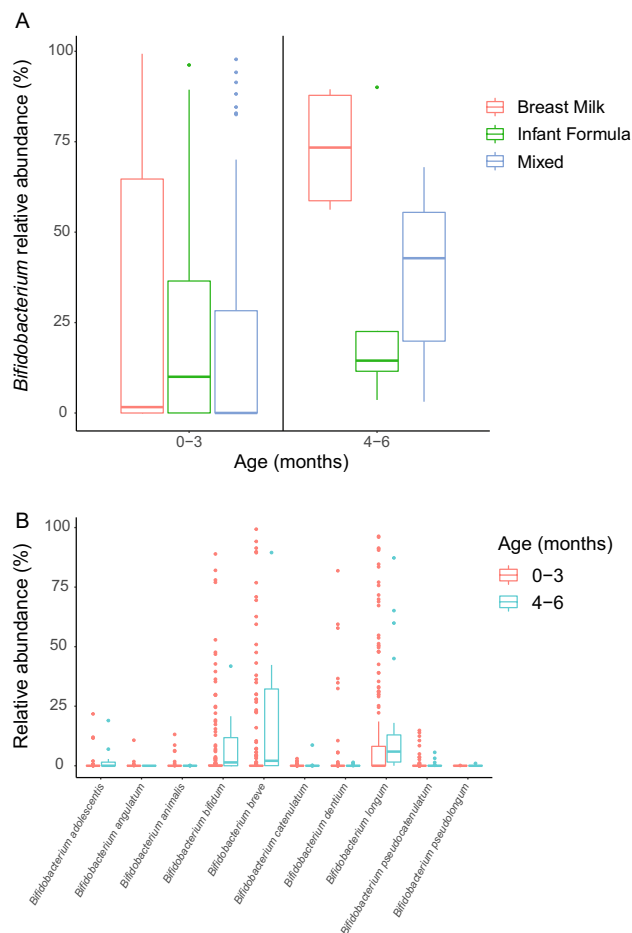 A
Bifidobacterium relative abundance (%)
100
75
50
25
0
0−3
4−6
Age (months)
Breast Milk
Infant Formula
Mixed
B
Relative abundance (%)
100
75
50
25
0
Bifidobacterium adolescentis
Bifidobacterium angulatum
Bifidobacterium animalis
Bifidobacterium bifidum
Bifidobacterium breve
Bifidobacterium catenulatum
Bifidobacterium dentium
Bifidobacterium longum
Bifidobacterium pseudocatenulatum
Bifidobacterium pseudolongum
Age (months)
0−3
4−6